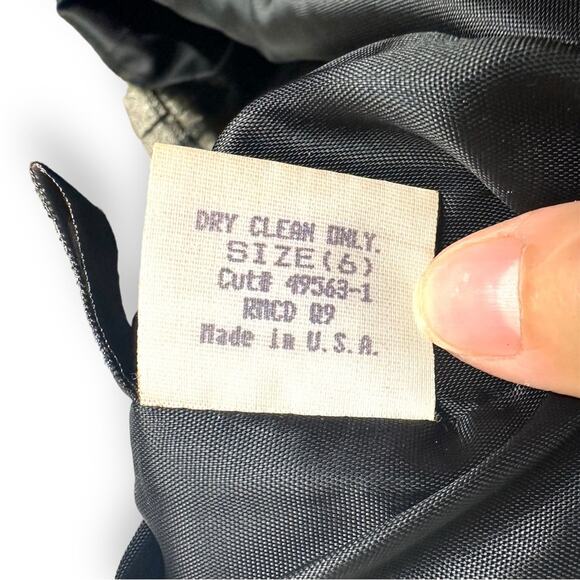 DRY CLEAN ONLY.
SIZE(6)
Cut# 49563-1
RMCD 09
Made in U.S.A.